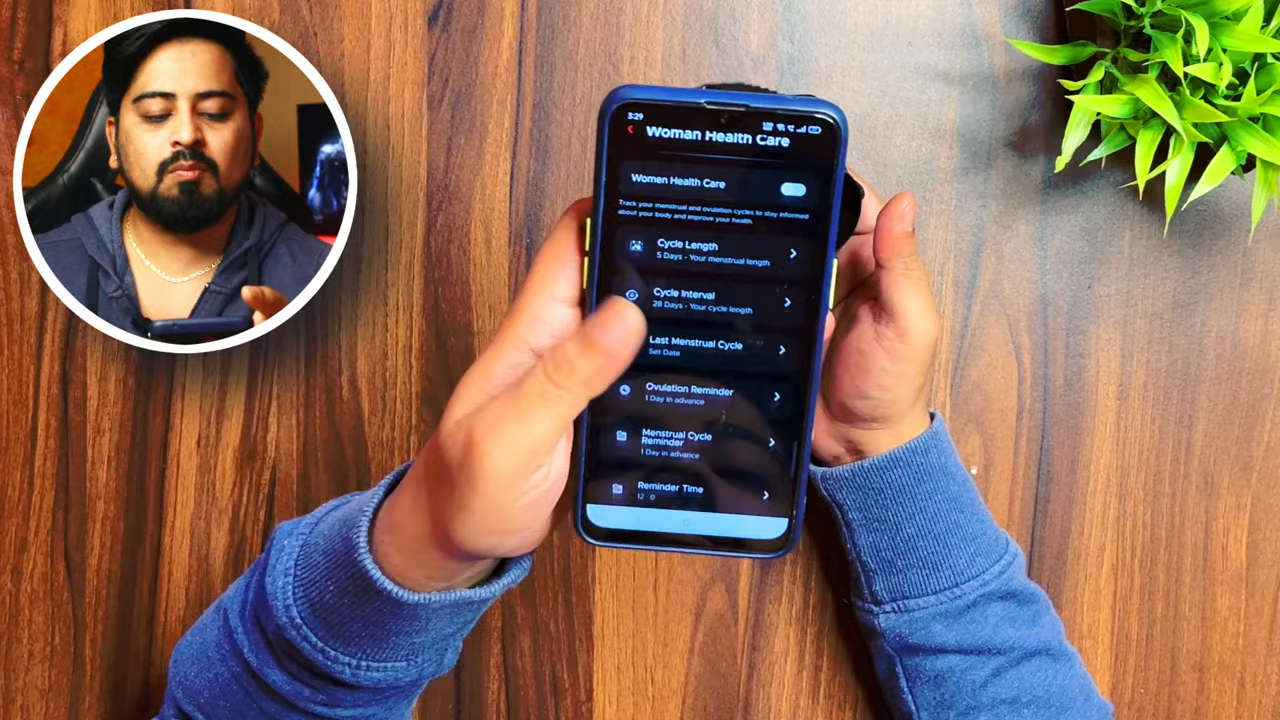 3:29
Woman Health Care
Women Health Care
Track your menstrual and ovulation cycles to stay informed
about your body and improve your health.
Cycle Length
5 Days - Your menstrual length
Cycle Interval
28 Days - Your cycle length
Last Menstrual Cycle
Set Date
Ovulation Reminder
1 Day in advance
Menstrual Cycle
Reminder
1 Day in advance
Reminder Time
12 : 0